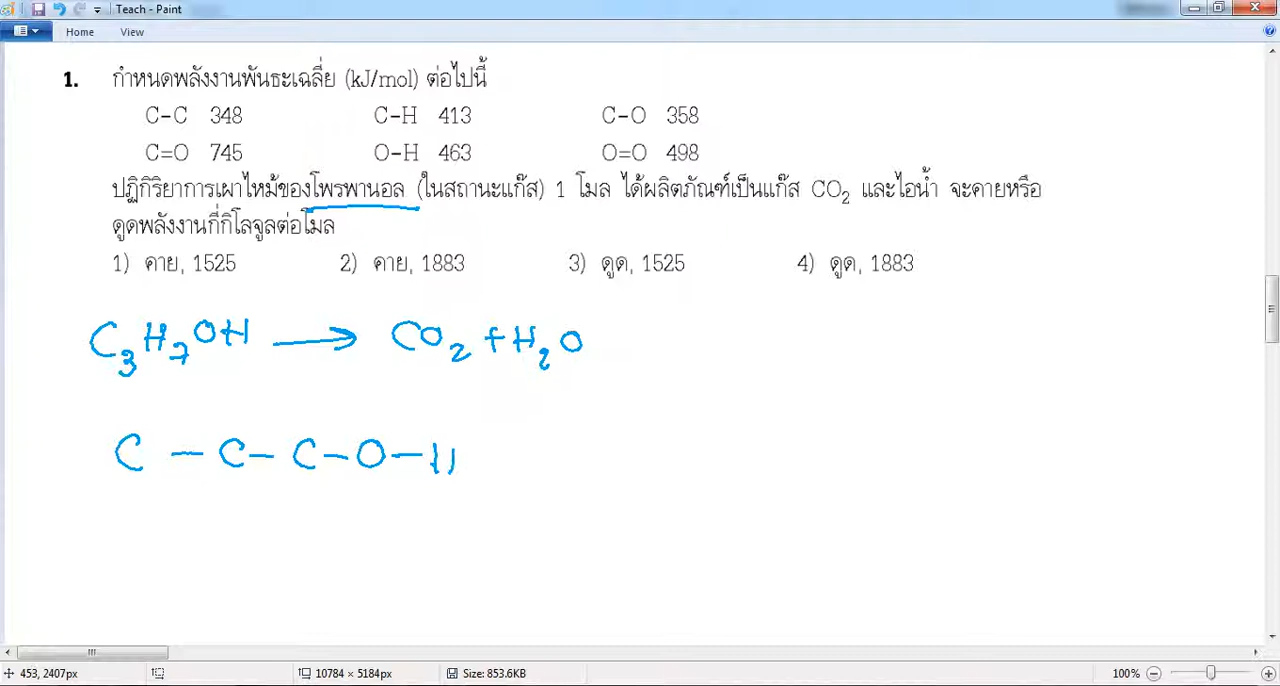 Teach - Paint
Home View
1. กำหนดพลังงานพันธะเฉลี่ย (kJ/mol) ต่อไปนี้
C-C 348 C-H 413 C-O 358
C=O 745 O-H 463 O=O 498
ปฏิกิริยาการเผาไหม้ของโพรพานอล (ในสถานะแก๊ส) 1 โมล ได้ผลิตภัณฑ์เป็นแก๊ส CO₂ และไอน้ำ จะคายหรือ
ดูดพลังงานกี่กิโลจูลต่อโมล
1) คาย, 1525 2) คาย, 1883 3) ดูด, 1525 4) ดูด, 1883
C₃H₇OH → CO₂ + H₂O
C - C - C - O - H
453, 2407px 10784 × 5184px Size: 853.6KB 100%